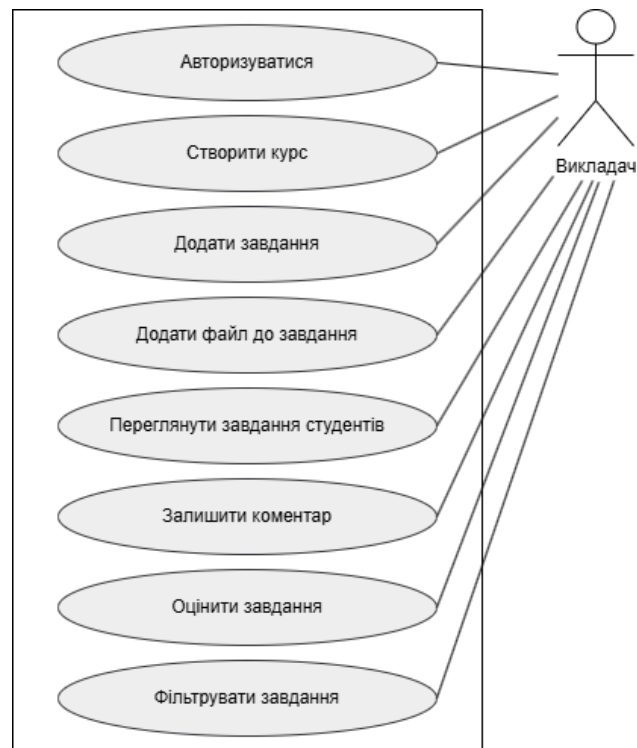 Авторизуватися
Створити курс
Викладач
Додати завдання
Додати файл до завдання
Переглянути завдання студентів
Залишити коментар
Оцінити завдання
Фільтрувати завдання